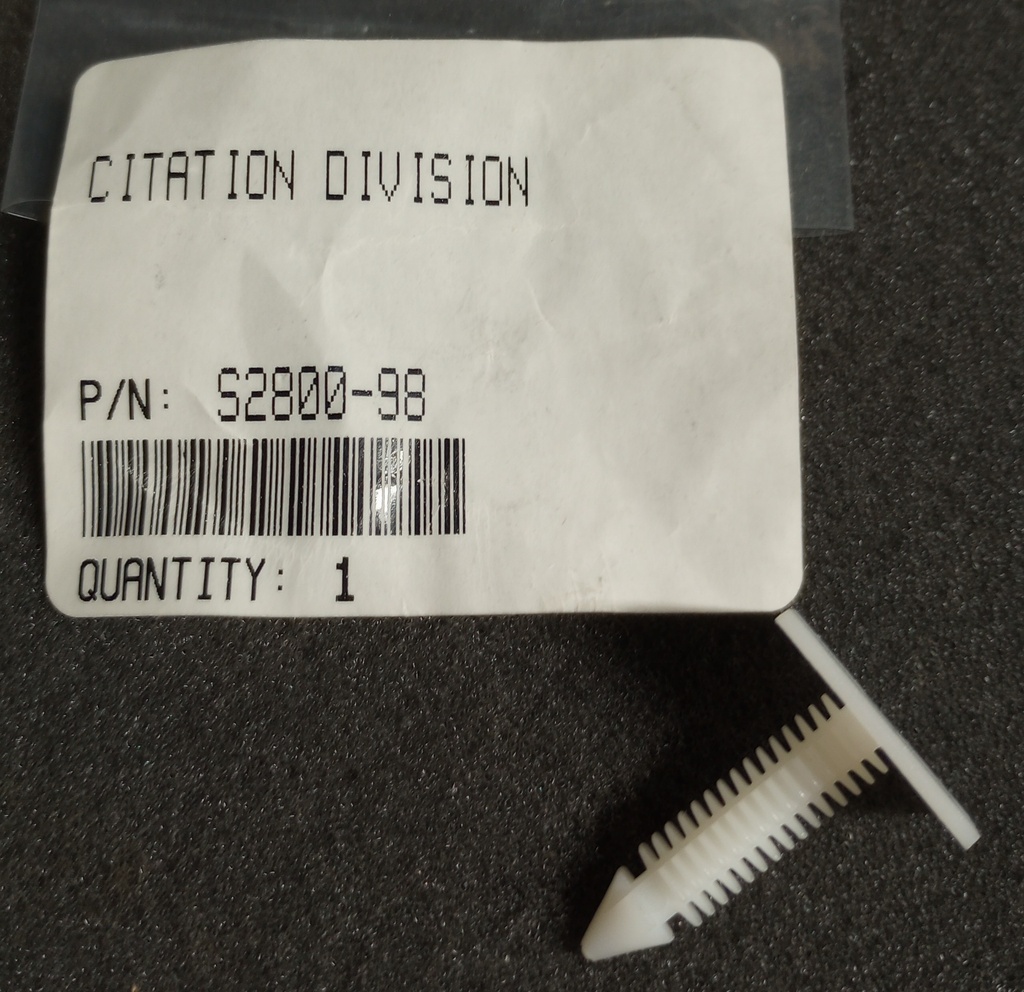 CITATION DIVISION
P/N: S2800-98
QUANTITY: 1